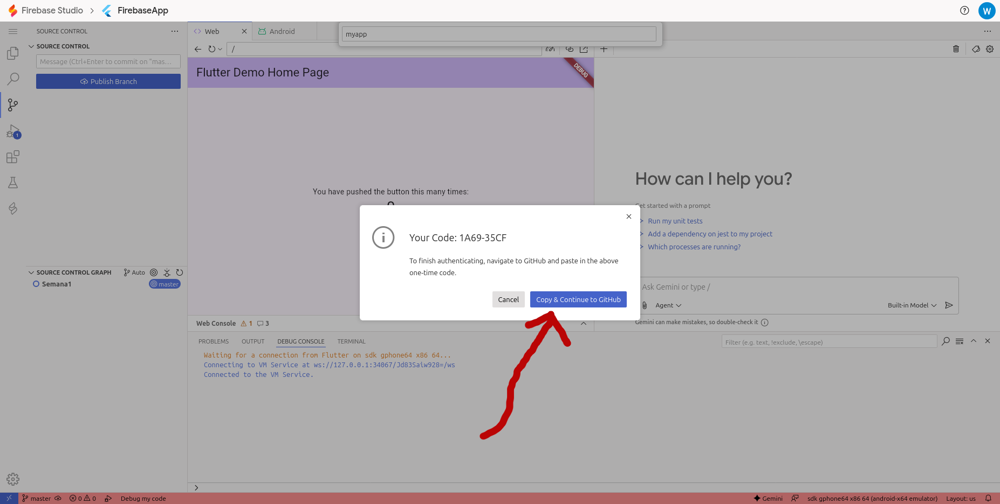 Firebase Studio > FirebaseApp
W
SOURCE CONTROL
SOURCE CONTROL
Message (Ctrl+Enter to commit on "mas...
Publish Branch
1
SOURCE CONTROL GRAPH
Auto
Semana1
master
Web
Android
myapp
/
Flutter Demo Home Page
DEBUG
You have pushed the button this many times:
Your Code: 1A69-35CF
To finish authenticating, navigate to GitHub and paste in the above
one-time code.
Cancel
Copy & Continue to GitHub
How can I help you?
Get started with a prompt
Run my unit tests
Add a dependency on jest to my project
Which processes are running?
Ask Gemini or type /
Agent
Built-in Model
Gemini can make mistakes, so double-check it
Web Console 1 3
PROBLEMS OUTPUT DEBUG CONSOLE TERMINAL
Filter (e.g. text, !exclude, \escape)
Waiting for a connection from Flutter on sdk gphone64 x86 64...
Connecting to VM Service at ws://127.0.0.1:34067/Jd83Saiw928=/ws
Connected to the VM Service.
>
master 0 0 Debug my code
Gemini sdk gphone64 x86 64 (android-x64 emulator) Layout: us